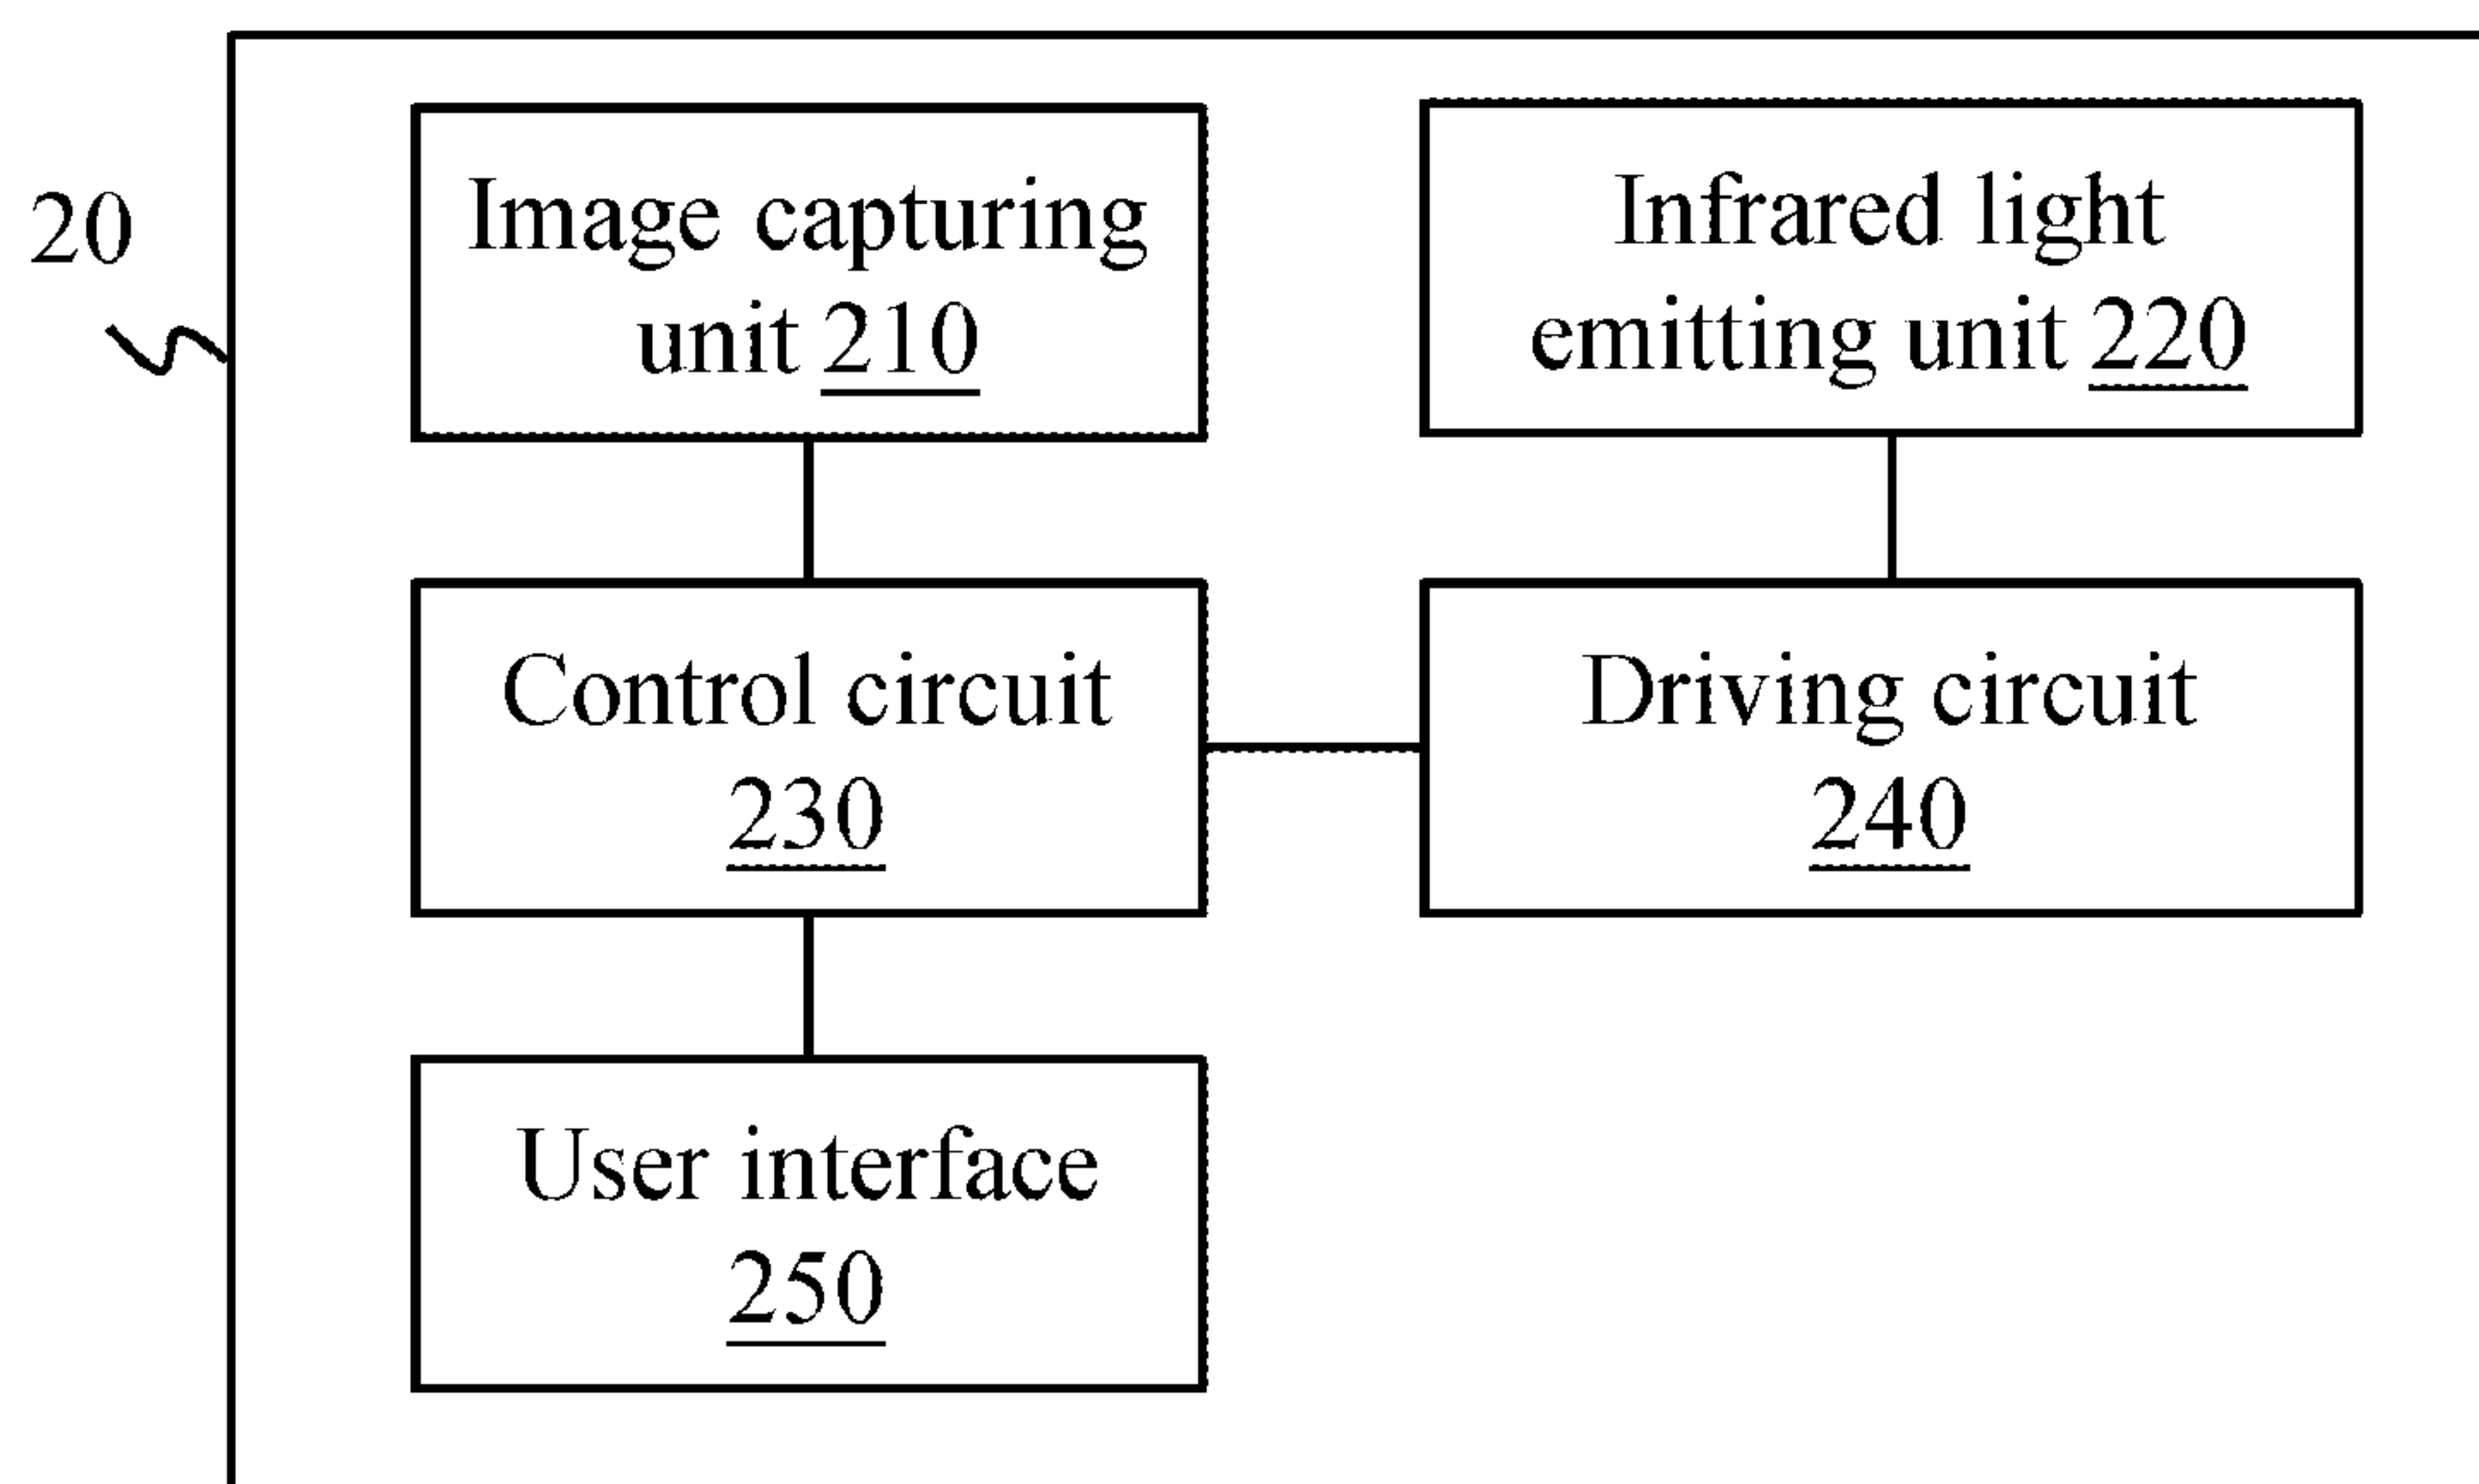 20
Image capturing
unit 210
Infrared light
emitting unit 220
Control circuit
230
Driving circuit
240
User interface
250